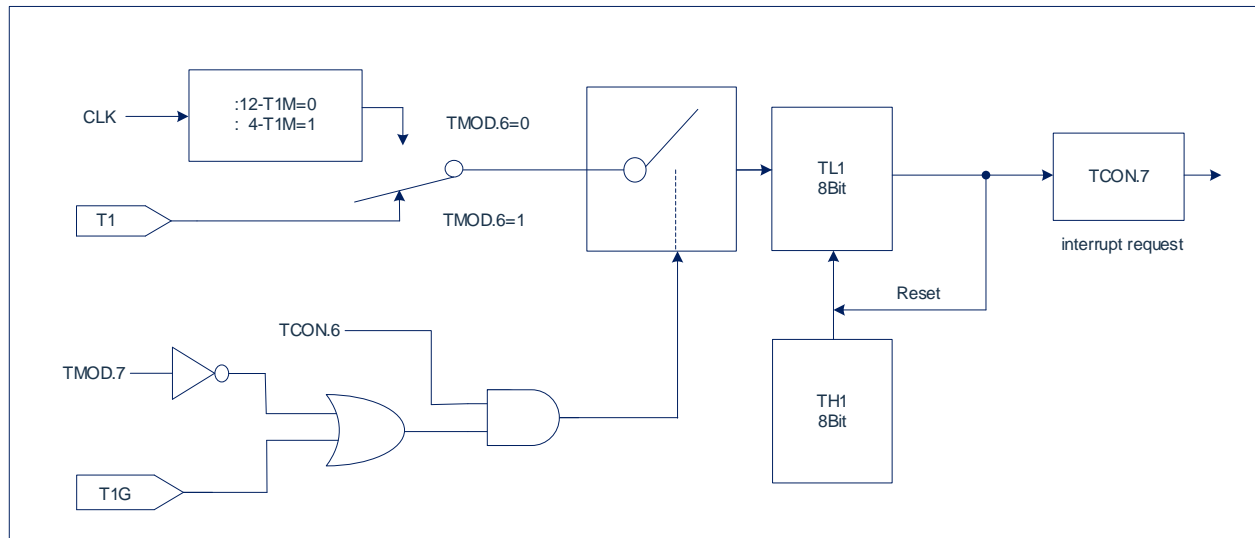 CLK
:12-T1M=0
: 4-T1M=1
TMOD.6=0
T1
TMOD.6=1
TL1
8Bit
TCON.7
interrupt request
Reset
TCON.6
TMOD.7
TH1
8Bit
T1G